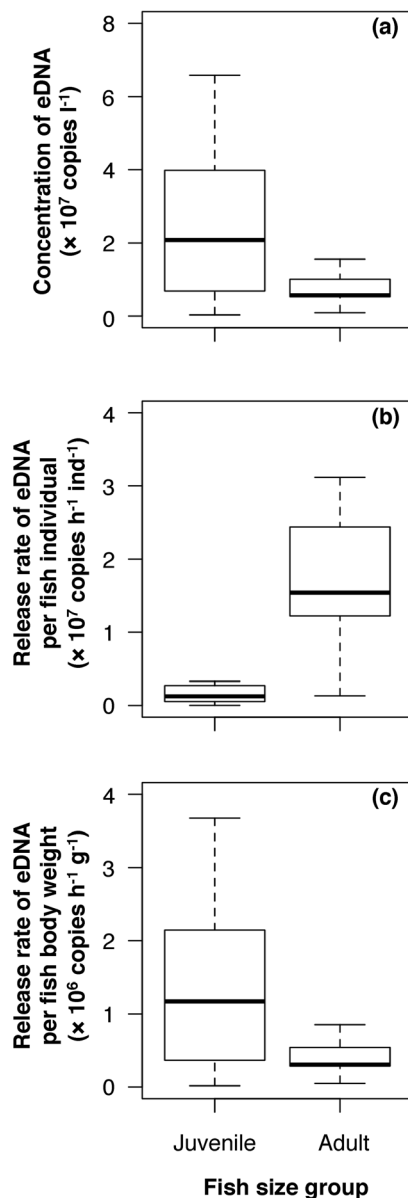 (a)
Concentration of eDNA
(× 10⁷ copies l⁻¹)
8
6
4
2
0
(b)
Release rate of eDNA
per fish individual
(× 10⁷ copies h⁻¹ ind⁻¹)
4
3
2
1
0
(c)
Release rate of eDNA
per fish body weight
(× 10⁶ copies h⁻¹ g⁻¹)
4
3
2
1
0
Juvenile Adult
Fish size group